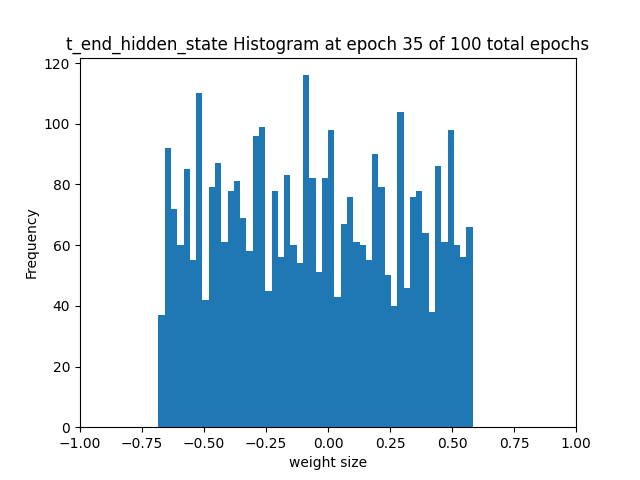 t_end_hidden_state Histogram at epoch 35 of 100 total epochs
120
100
80
60
40
20
0
Frequency
−1.00 −0.75 −0.50 −0.25 0.00 0.25 0.50 0.75 1.00
weight size